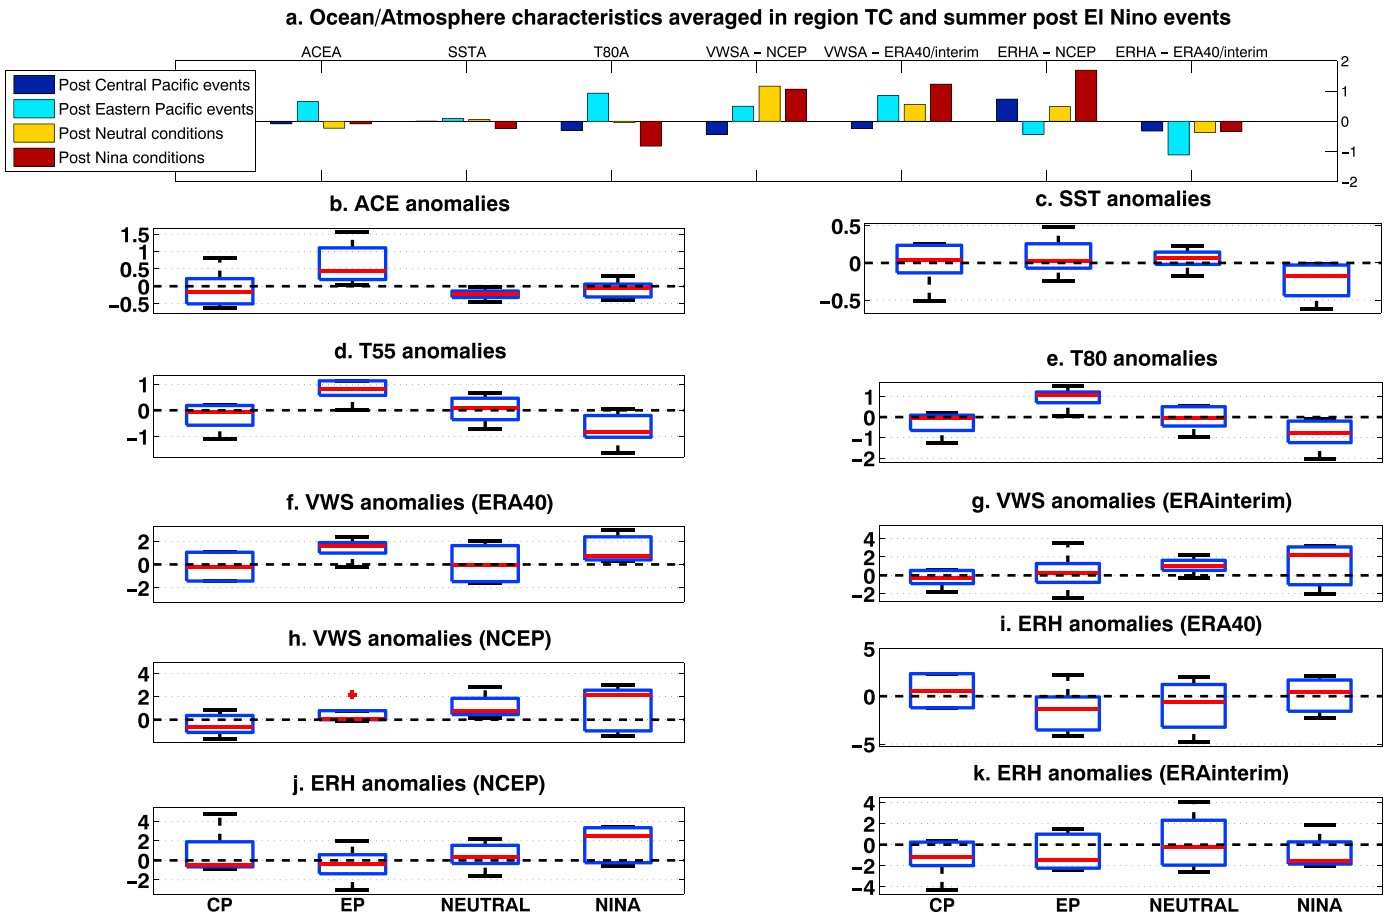 a. Ocean/Atmosphere characteristics averaged in region TC and summer post El Nino events
ACEA SSTA T80A VWSA – NCEP VWSA – ERA40/interim ERHA – NCEP ERHA – ERA40/interim
Post Central Pacific events
Post Eastern Pacific events
Post Neutral conditions
Post Nina conditions
2
1
0
−1
−2
b. ACE anomalies
1.5
1
0.5
0
−0.5
c. SST anomalies
0.5
0
−0.5
d. T55 anomalies
1
0
−1
e. T80 anomalies
1
0
−1
−2
f. VWS anomalies (ERA40)
2
0
−2
g. VWS anomalies (ERAinterim)
4
2
0
−2
h. VWS anomalies (NCEP)
4
2
0
i. ERH anomalies (ERA40)
5
0
−5
j. ERH anomalies (NCEP)
4
2
0
−2
CP EP NEUTRAL NINA
k. ERH anomalies (ERAinterim)
4
2
0
−2
−4
CP EP NEUTRAL NINA